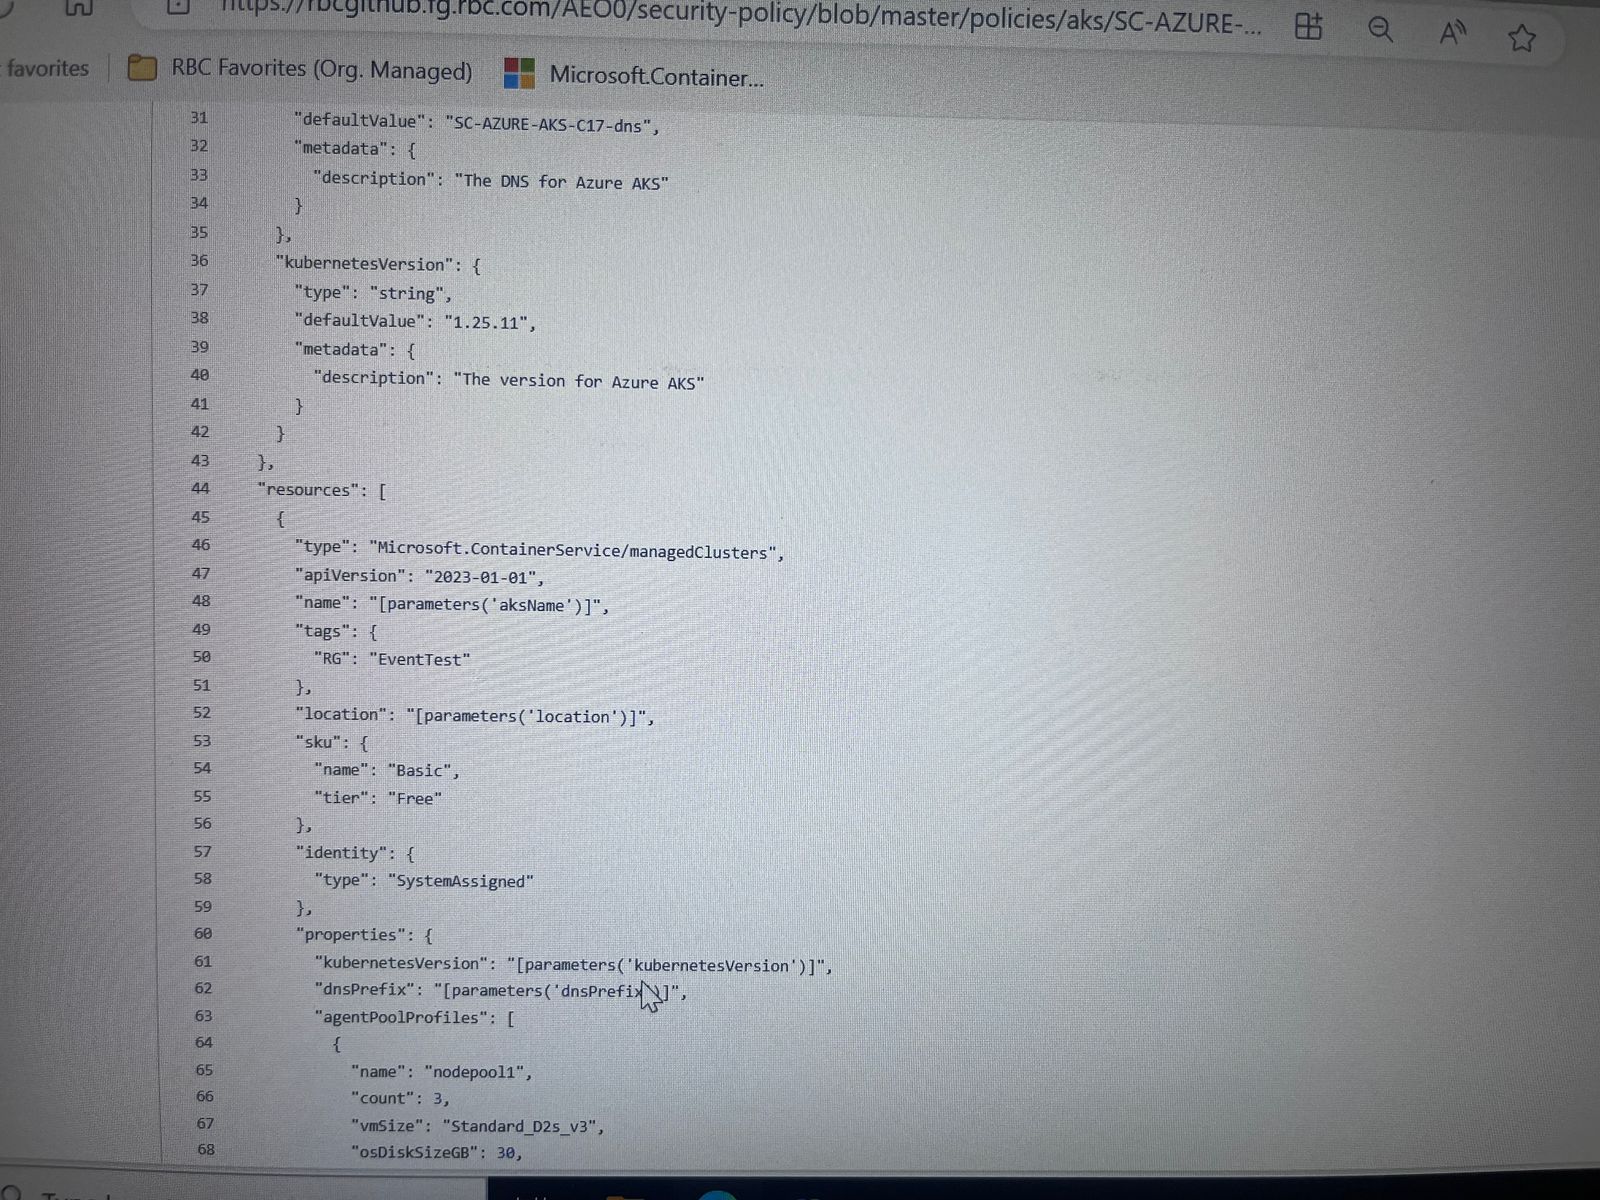 https://rbcgithub.fg.rbc.com/AEO0/security-policy/blob/master/policies/aks/SC-AZURE-...
favorites RBC Favorites (Org. Managed) Microsoft.Container...
31 "defaultValue": "SC-AZURE-AKS-C17-dns",
32 "metadata": {
33 "description": "The DNS for Azure AKS"
34 }
35 },
36 "kubernetesVersion": {
37 "type": "string",
38 "defaultValue": "1.25.11",
39 "metadata": {
40 "description": "The version for Azure AKS"
41 }
42 }
43 },
44 "resources": [
45 {
46 "type": "Microsoft.ContainerService/managedClusters",
47 "apiVersion": "2023-01-01",
48 "name": "[parameters('aksName')]",
49 "tags": {
50 "RG": "EventTest"
51 },
52 "location": "[parameters('location')]",
53 "sku": {
54 "name": "Basic",
55 "tier": "Free"
56 },
57 "identity": {
58 "type": "SystemAssigned"
59 },
60 "properties": {
61 "kubernetesVersion": "[parameters('kubernetesVersion')]",
62 "dnsPrefix": "[parameters('dnsPrefix')]",
63 "agentPoolProfiles": [
64 {
65 "name": "nodepool1",
66 "count": 3,
67 "vmSize": "Standard_D2s_v3",
68 "osDiskSizeGB": 30,